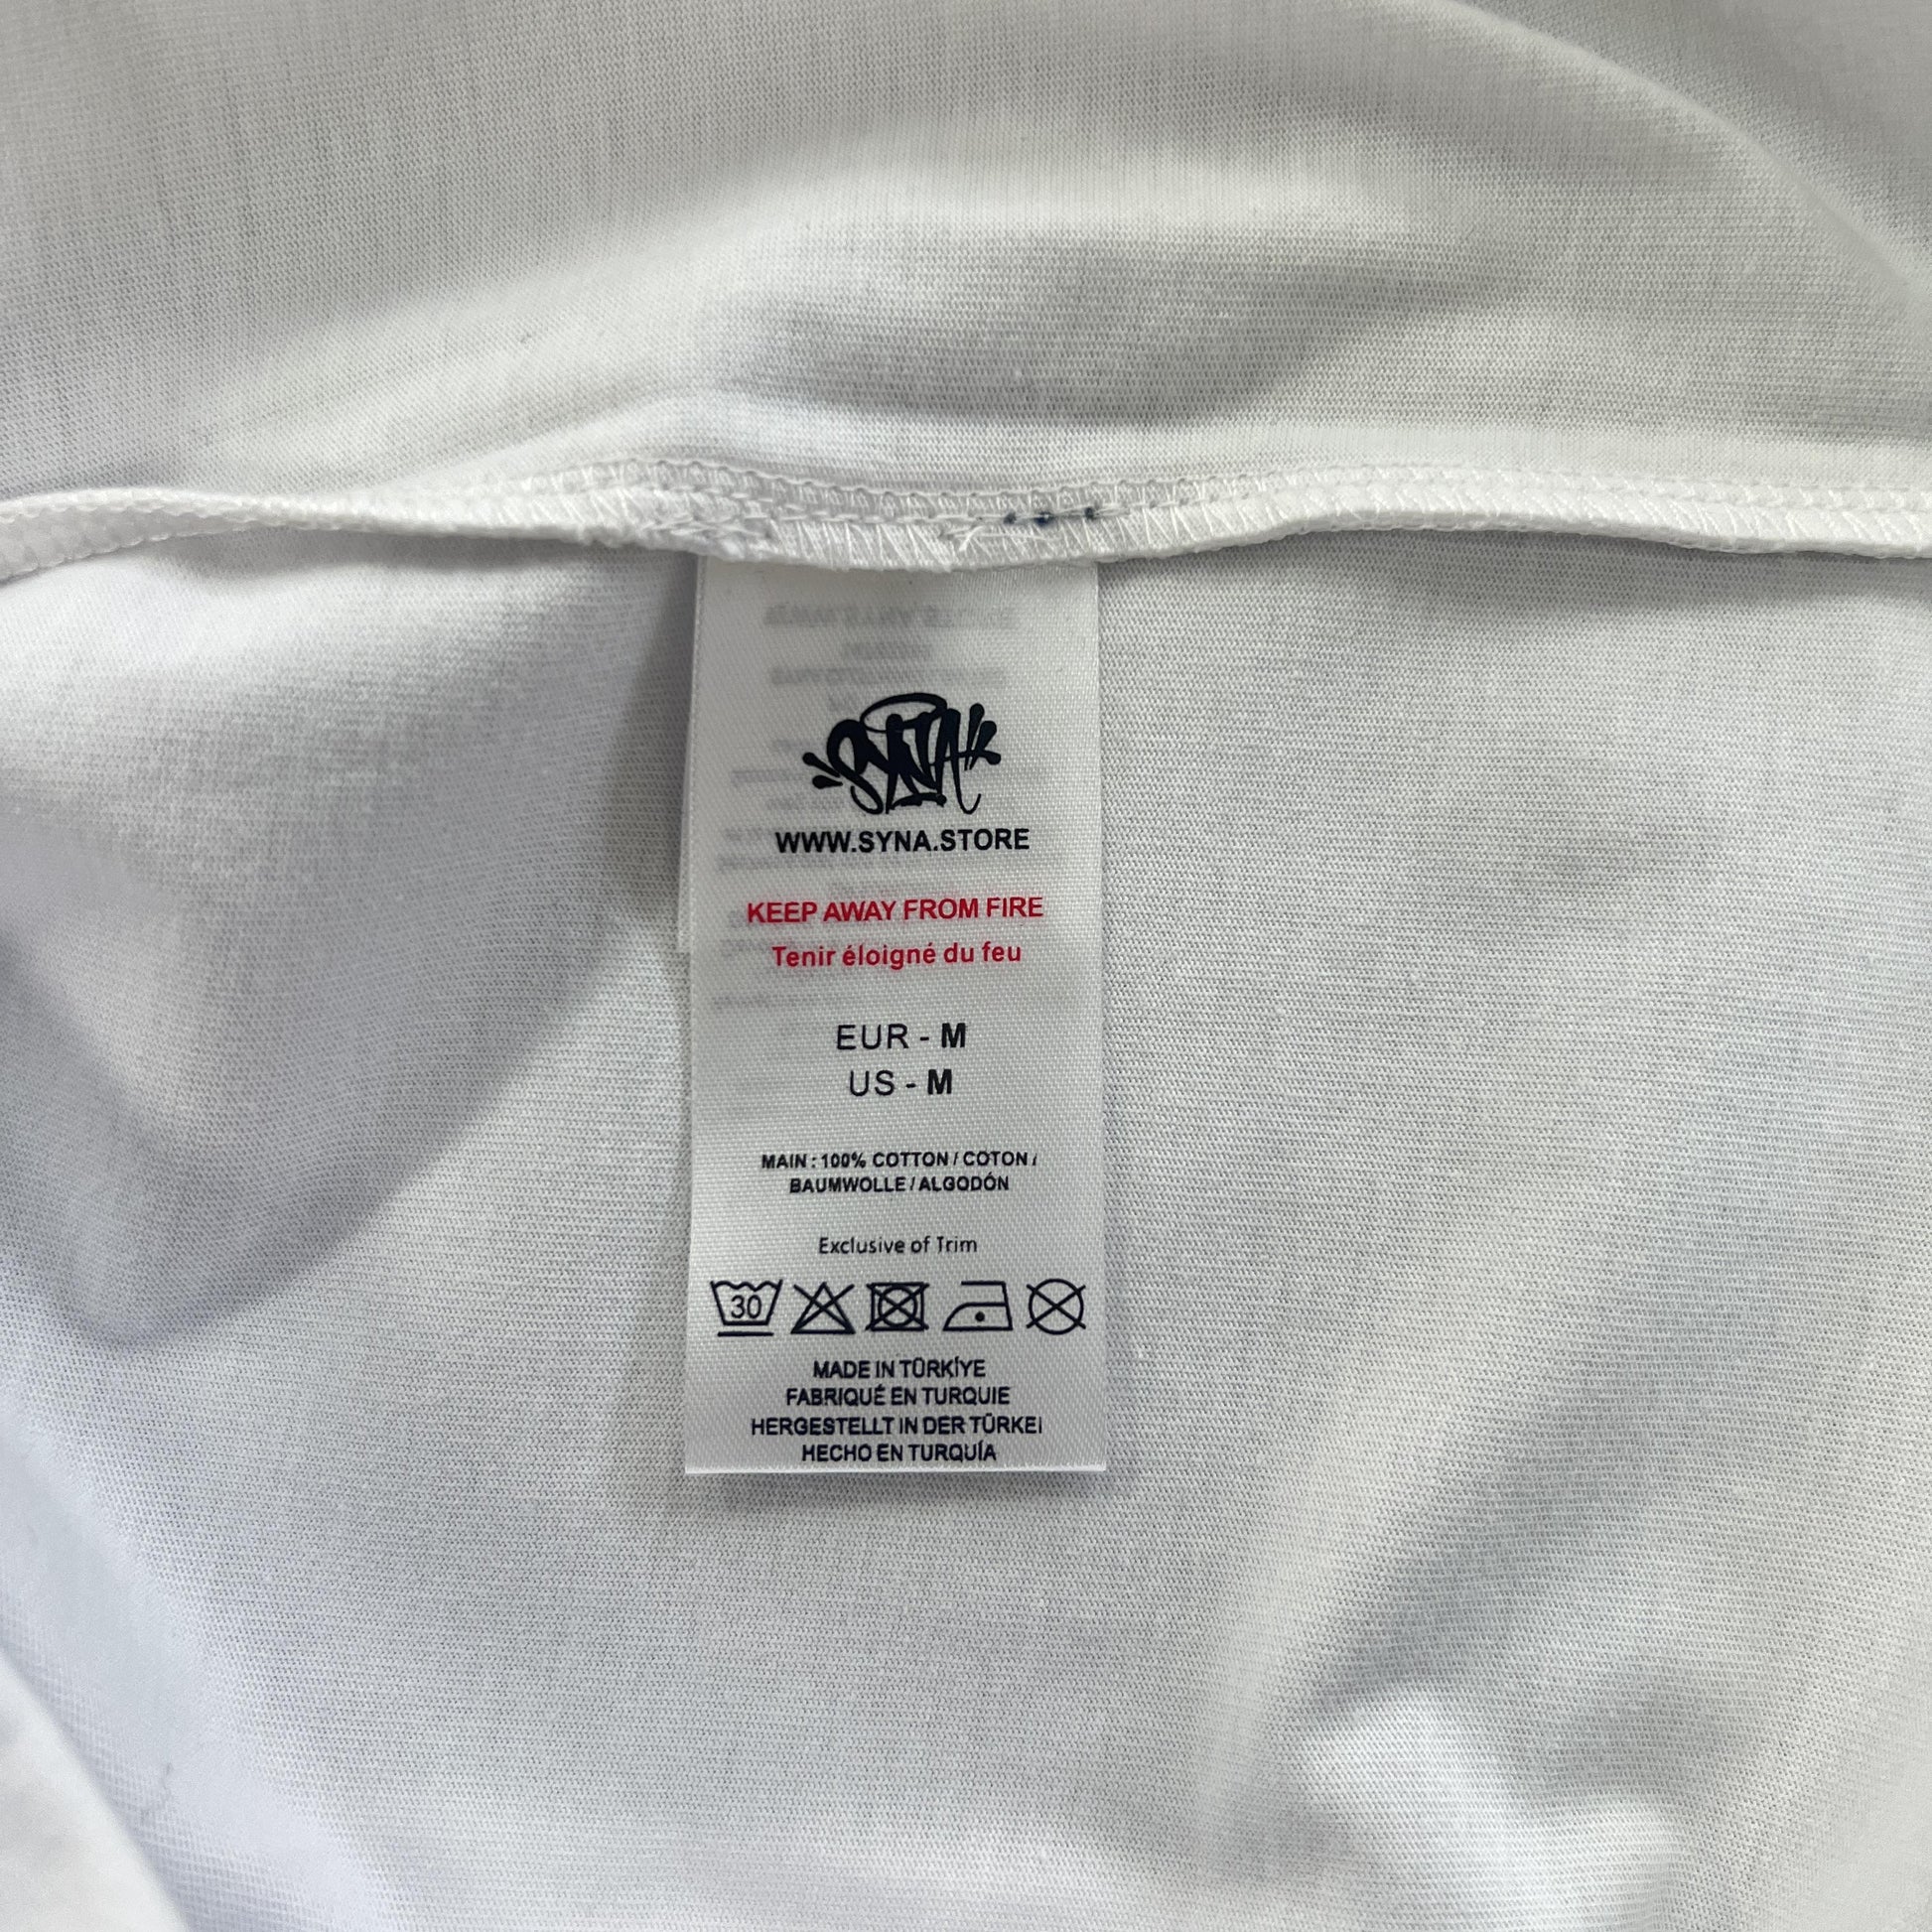 SYNA
WWW.SYNA.STORE
KEEP AWAY FROM FIRE
Tenir éloigné du feu
EUR - M
US - M
MAIN : 100% COTTON / COTON /
BAUMWOLLE / ALGODÓN
Exclusive of Trim
30
MADE IN TÜRKİYE
FABRIQUÉ EN TURQUIE
HERGESTELLT IN DER TÜRKEI
HECHO EN TURQUÍA